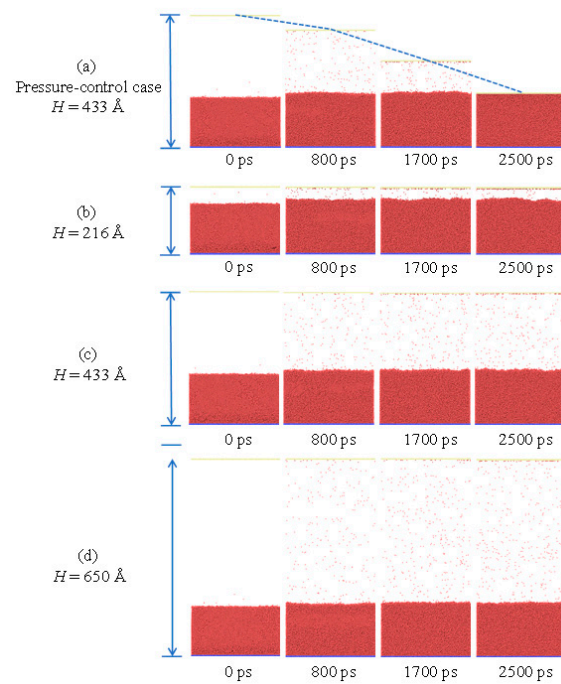 (a)
Pressure-control case
H = 433 Å
0 ps 800 ps 1700 ps 2500 ps
(b)
H = 216 Å
0 ps 800 ps 1700 ps 2500 ps
(c)
H = 433 Å
0 ps 800 ps 1700 ps 2500 ps
(d)
H = 650 Å
0 ps 800 ps 1700 ps 2500 ps